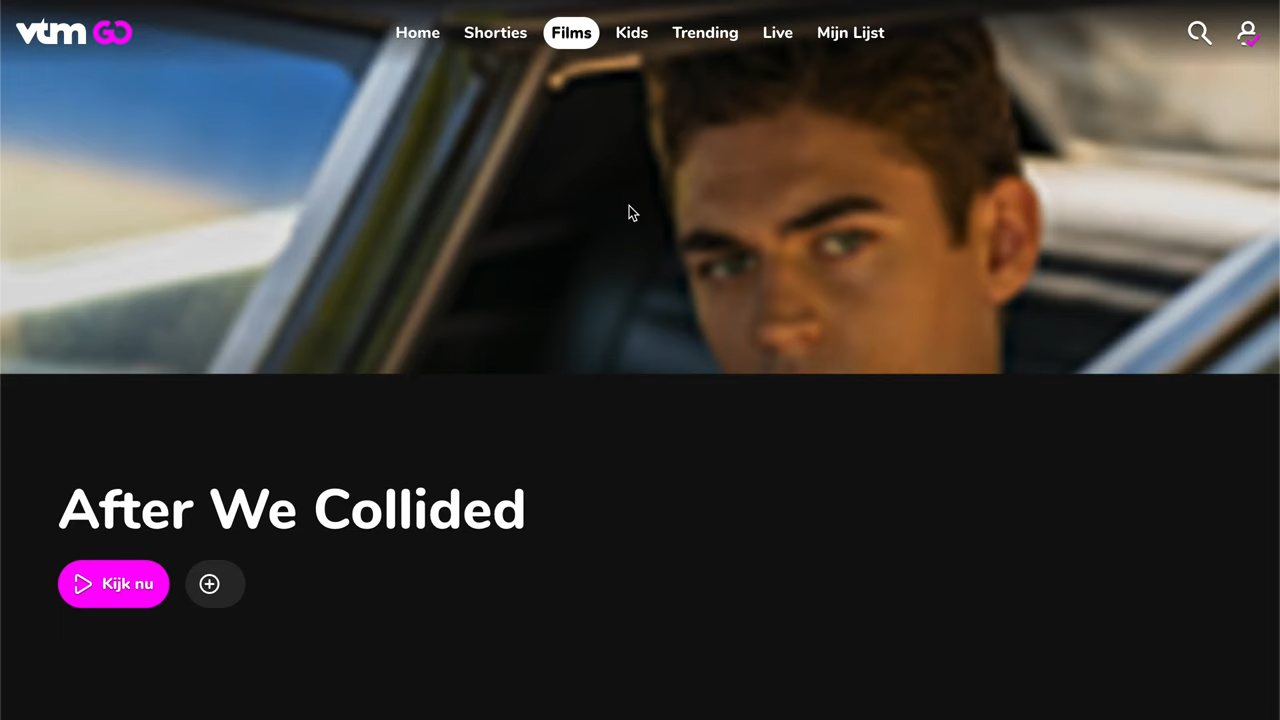 vtm GO
Home Shorties Films Kids Trending Live Mijn Lijst
After We Collided
Kijk nu